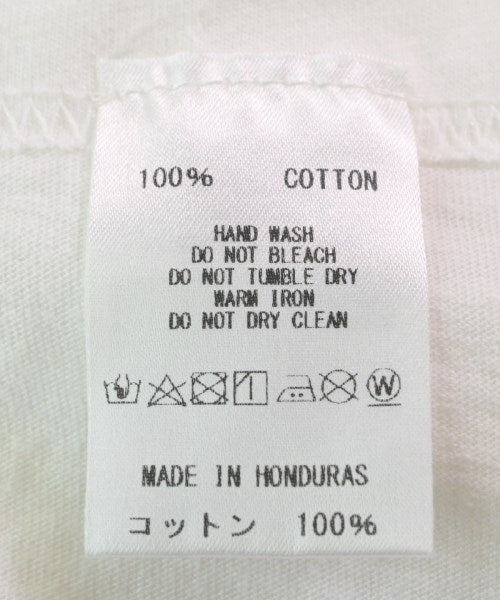 100% COTTON
HAND WASH
DO NOT BLEACH
DO NOT TUMBLE DRY
WARM IRON
DO NOT DRY CLEAN
W
MADE IN HONDURAS
コットン 100%